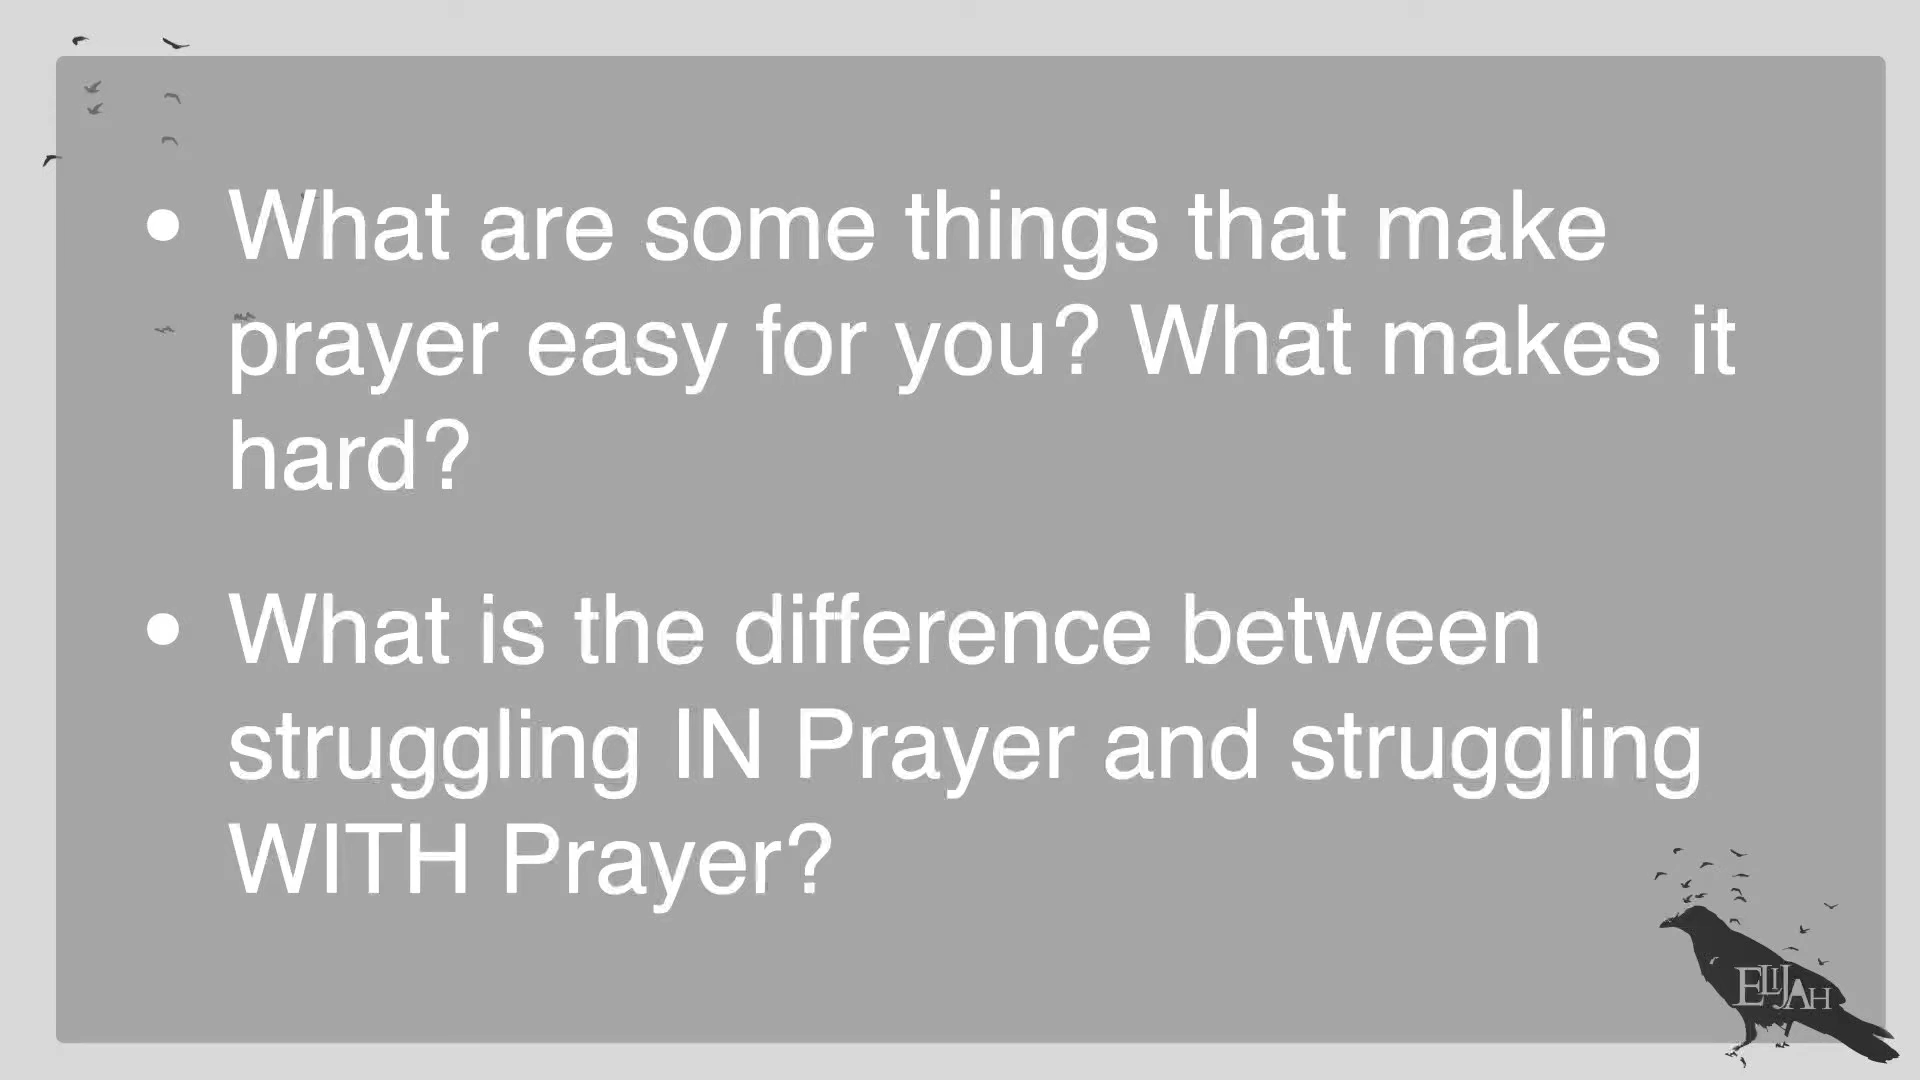 • What are some things that make
prayer easy for you? What makes it
hard?
• What is the difference between
struggling IN Prayer and struggling
WITH Prayer?
ELIJAH